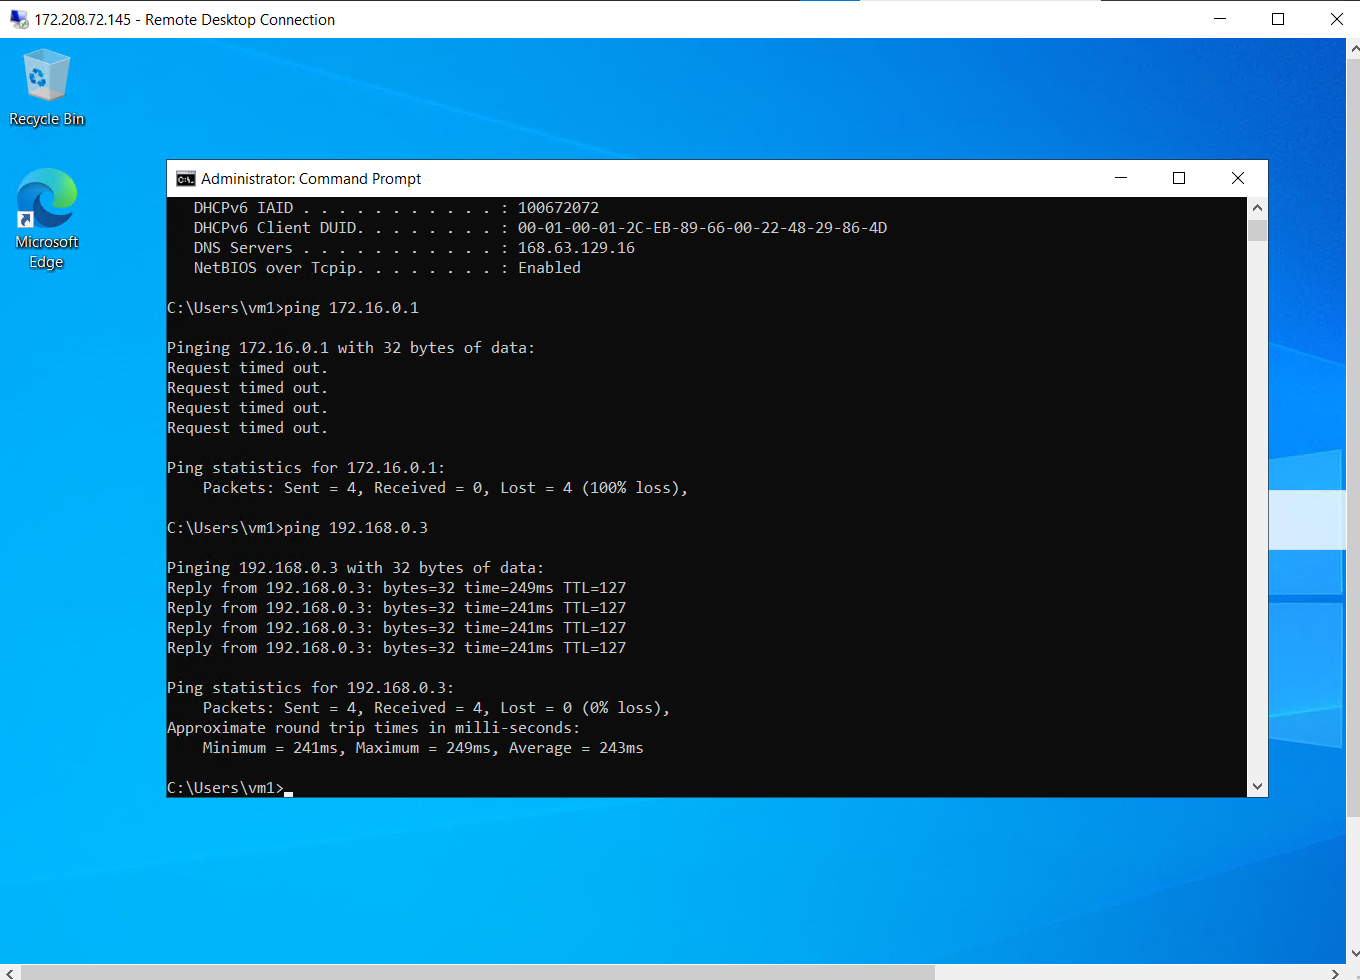 172.208.72.145 - Remote Desktop Connection
Recycle Bin
Microsoft
Edge
Administrator: Command Prompt
DHCPv6 IAID . . . . . . . . . . . : 100672072
DHCPv6 Client DUID. . . . . . . . : 00-01-00-01-2C-EB-89-66-00-22-48-29-86-4D
DNS Servers . . . . . . . . . . . : 168.63.129.16
NetBIOS over Tcpip. . . . . . . . : Enabled
C:\Users\vm1>ping 172.16.0.1
Pinging 172.16.0.1 with 32 bytes of data:
Request timed out.
Request timed out.
Request timed out.
Request timed out.
Ping statistics for 172.16.0.1:
Packets: Sent = 4, Received = 0, Lost = 4 (100% loss),
C:\Users\vm1>ping 192.168.0.3
Pinging 192.168.0.3 with 32 bytes of data:
Reply from 192.168.0.3: bytes=32 time=249ms TTL=127
Reply from 192.168.0.3: bytes=32 time=241ms TTL=127
Reply from 192.168.0.3: bytes=32 time=241ms TTL=127
Reply from 192.168.0.3: bytes=32 time=241ms TTL=127
Ping statistics for 192.168.0.3:
Packets: Sent = 4, Received = 4, Lost = 0 (0% loss),
Approximate round trip times in milli-seconds:
Minimum = 241ms, Maximum = 249ms, Average = 243ms
C:\Users\vm1>